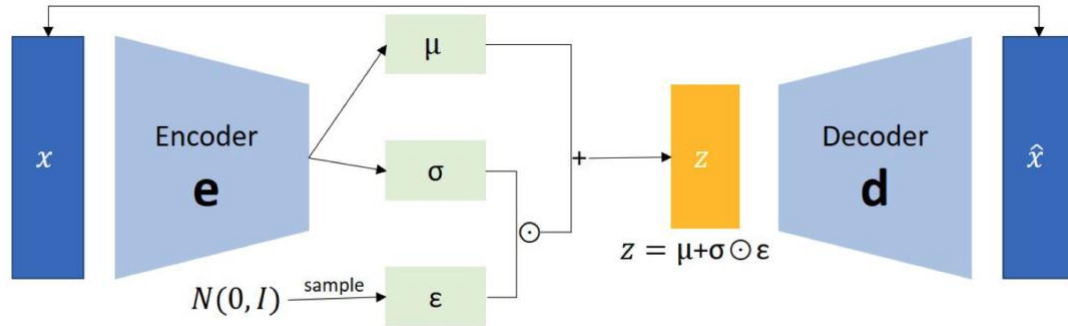 x
Encoder
e
μ
σ
N(0, I)
sample
ε
⊙
+
z
z = μ+σ⊙ε
Decoder
d
x̂